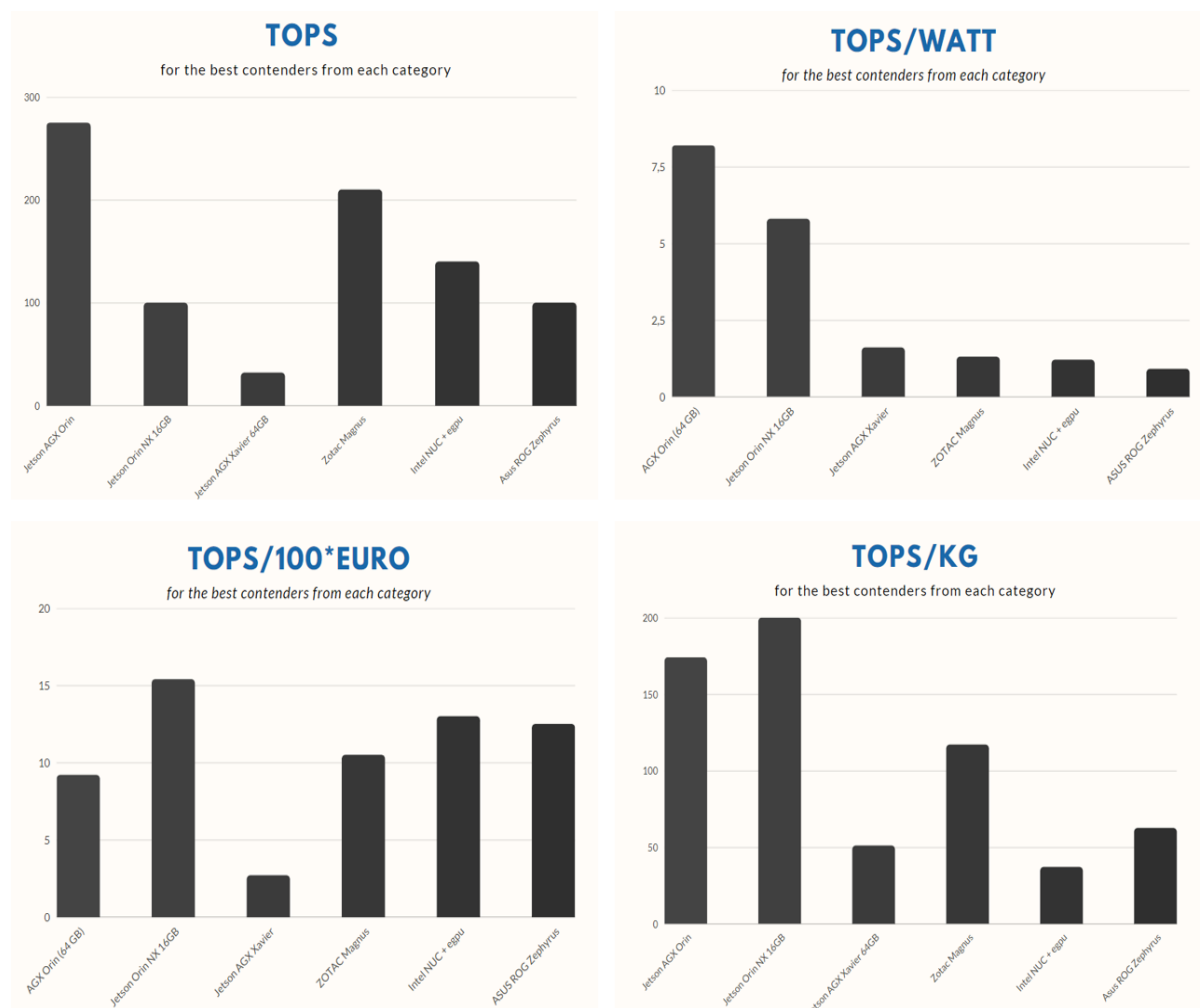 TOPS
for the best contenders from each category
300
200
100
0
Jetson AGX Orin
Jetson Orin NX 16GB
Jetson AGX Xavier 64GB
Zotac Magnus
Intel NUC + egpu
Asus ROG Zephyrus
TOPS/WATT
for the best contenders from each category
10
7,5
5
2,5
0
AGX Orin (64 GB)
Jetson Orin NX 16GB
Jetson AGX Xavier
ZOTAC Magnus
Intel NUC + egpu
ASUS ROG Zephyrus
TOPS/100*EURO
for the best contenders from each category
20
15
10
5
0
AGX Orin (64 GB)
Jetson Orin NX 16GB
Jetson AGX Xavier
ZOTAC Magnus
Intel NUC + egpu
ASUS ROG Zephyrus
TOPS/KG
for the best contenders from each category
200
150
100
50
0
Jetson AGX Orin
Jetson Orin NX 16GB
AGX Xavier 64GB
Zotac Magnus
Intel NUC + egpu
Asus ROG Zephyrus